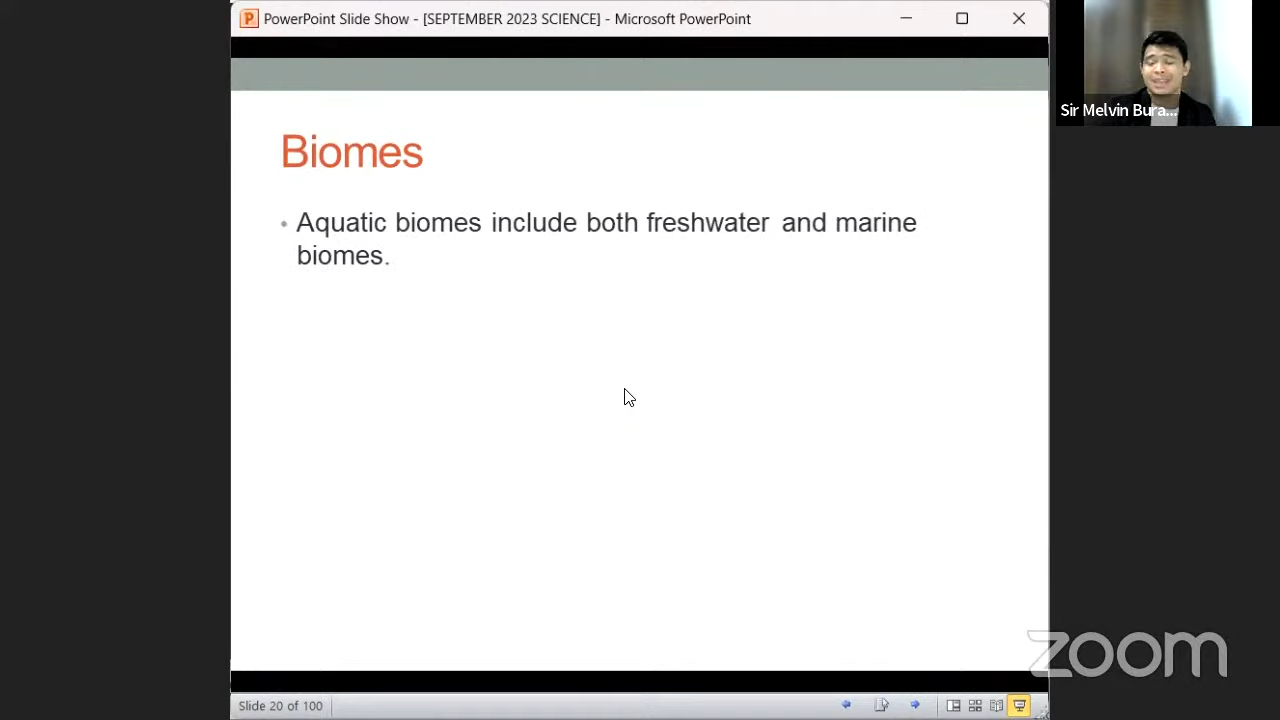 PowerPoint Slide Show - [SEPTEMBER 2023 SCIENCE] - Microsoft PowerPoint
Sir Melvin Bura...
Biomes
• Aquatic biomes include both freshwater and marine
biomes.
zoom
Slide 20 of 100